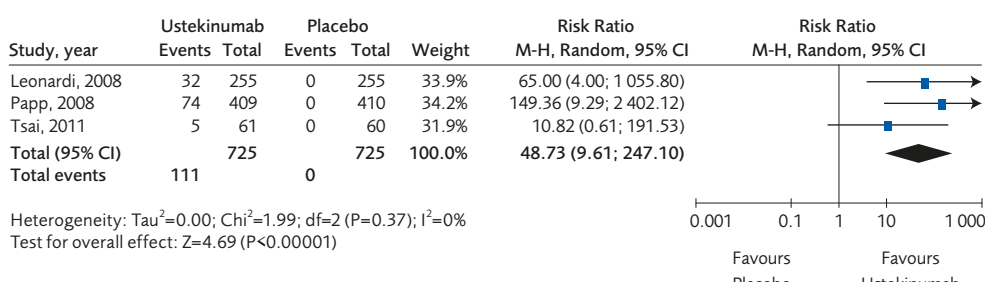 Ustekinumab Placebo Risk Ratio Risk Ratio
Study, year Events Total Events Total Weight M-H, Random, 95% CI M-H, Random, 95% CI
Leonardi, 2008 32 255 0 255 33.9% 65.00 (4.00; 1 055.80)
Papp, 2008 74 409 0 410 34.2% 149.36 (9.29; 2 402.12)
Tsai, 2011 5 61 0 60 31.9% 10.82 (0.61; 191.53)
Total (95% CI) 725 725 100.0% 48.73 (9.61; 247.10)
Total events 111 0
Heterogeneity: Tau²=0.00; Chi²=1.99; df=2 (P=0.37); I²=0%
Test for overall effect: Z=4.69 (P<0.00001)
0.001 0.1 1 10 1 000
Favours Favours
Placebo Ustekinumab